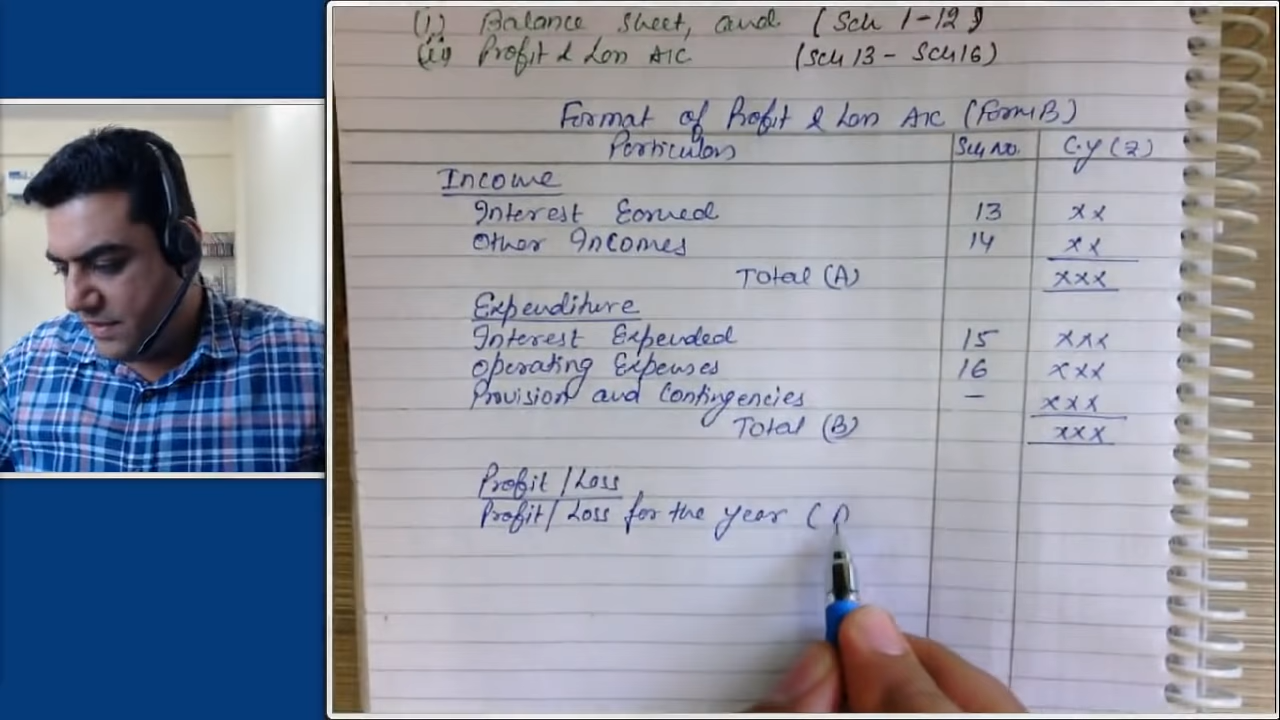 (i) Balance Sheet, and (Sch 1-12)
(ii) Profit & Loss A/C (Sch 13 - Sch 16)
Format of Profit & Loss A/C (Form B)
Particulars Sch No. C.Y (₹)
Income
Interest Earned 13 xx
Other Incomes 14 xx
Total (A) xxx
Expenditure
Interest Expended 15 xxx
Operating Expenses 16 xxx
Provision and Contingencies - xxx
Total (B) xxx
Profit/Loss
Profit/Loss for the year (